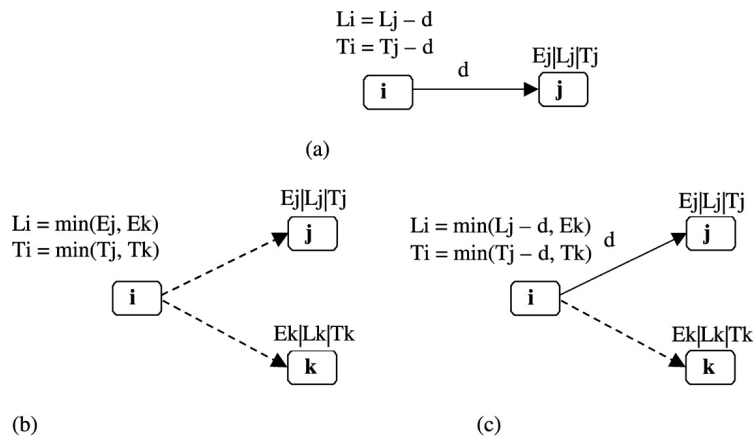 Li = Lj – d
Ti = Tj – d
Ej|Lj|Tj
d
i
j
(a)
Ej|Lj|Tj
Li = min(Ej, Ek)
Ti = min(Tj, Tk)
j
i
Ek|Lk|Tk
k
(b)
Ej|Lj|Tj
Li = min(Lj – d, Ek)
Ti = min(Tj – d, Tk)
d
j
i
Ek|Lk|Tk
k
(c)